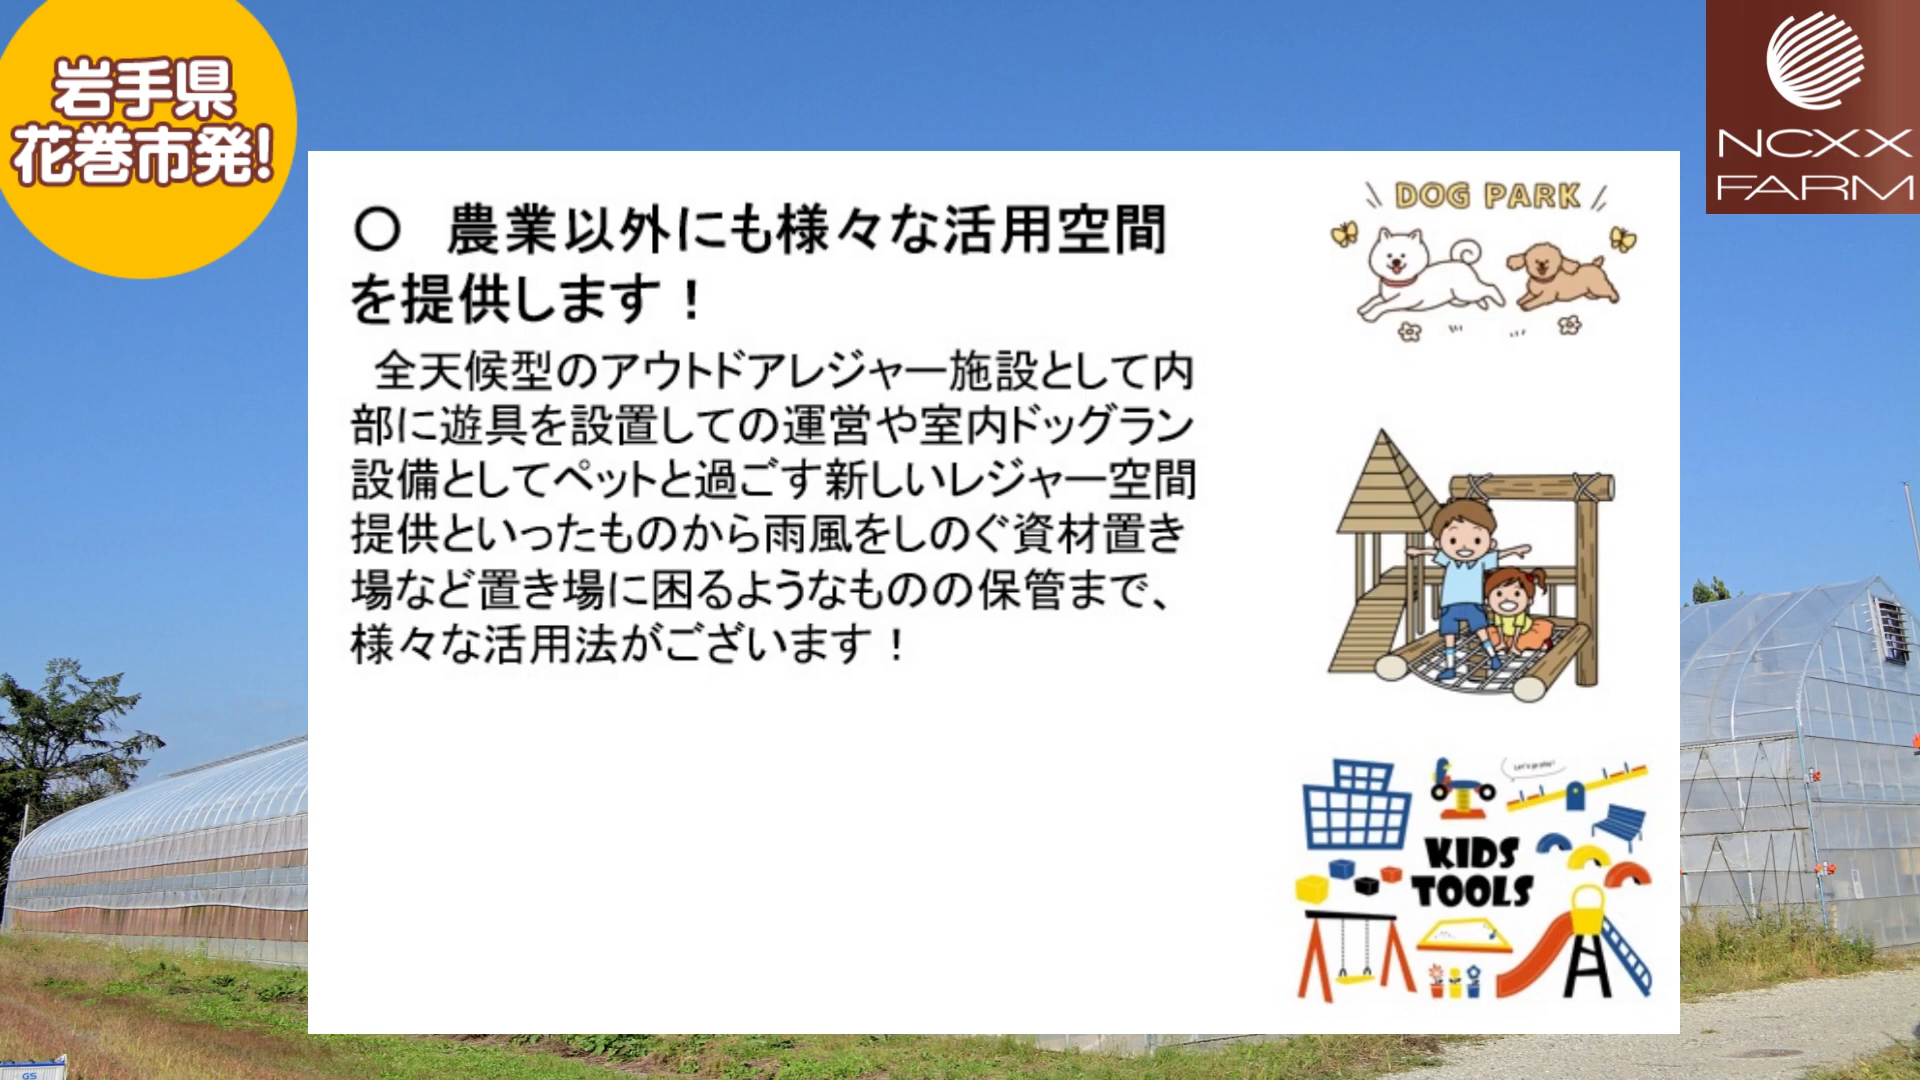 岩手県
花巻市発!
NCXX
FARM
〇　農業以外にも様々な活用空間
を提供します！
全天候型のアウトドアレジャー施設として内
部に遊具を設置しての運営や室内ドッグラン
設備としてペットと過ごす新しいレジャー空間
提供といったものから雨風をしのぐ資材置き
場など置き場に困るようなものの保管まで、
様々な活用法がございます！
DOG PARK
Let's go play!
KIDS
TOOLS
GS